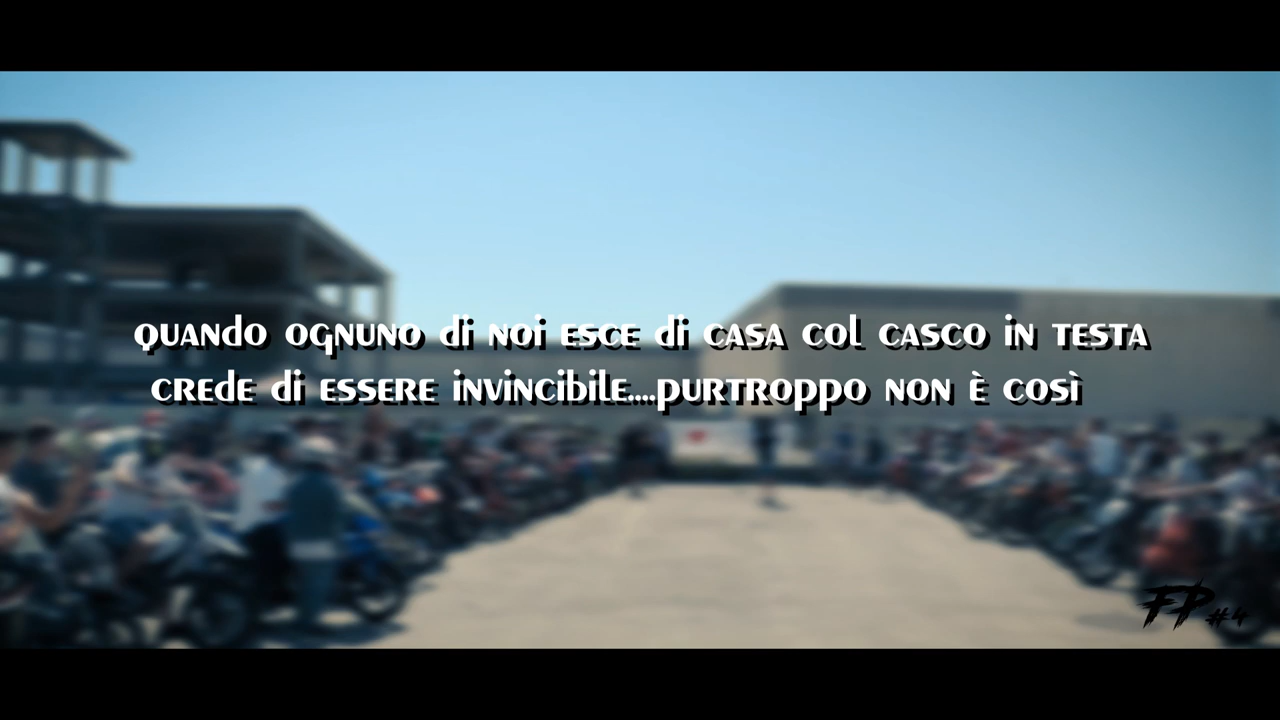 QUANdO OGNUNO di NOi ESCE di CASA COl CASCO iN TESTA
CREdE di ESSERE iNViNCibilE....PURTROPPO NON È COSÌ
FP#4